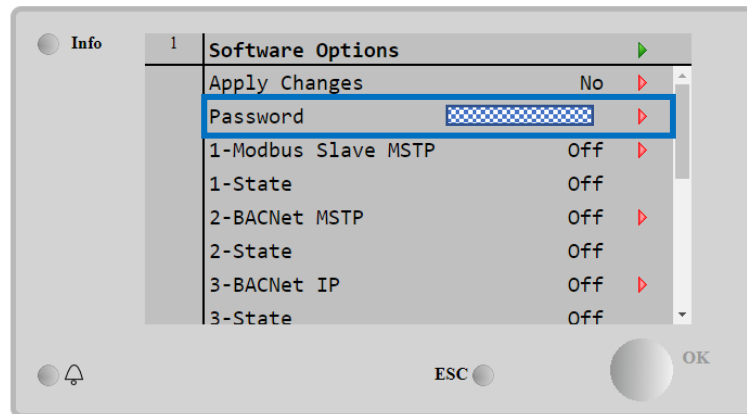 Info
1 Software Options
Apply Changes No
Password
1-Modbus Slave MSTP Off
1-State Off
2-BACNet MSTP Off
2-State Off
3-BACNet IP Off
3-State Off
ESC
OK